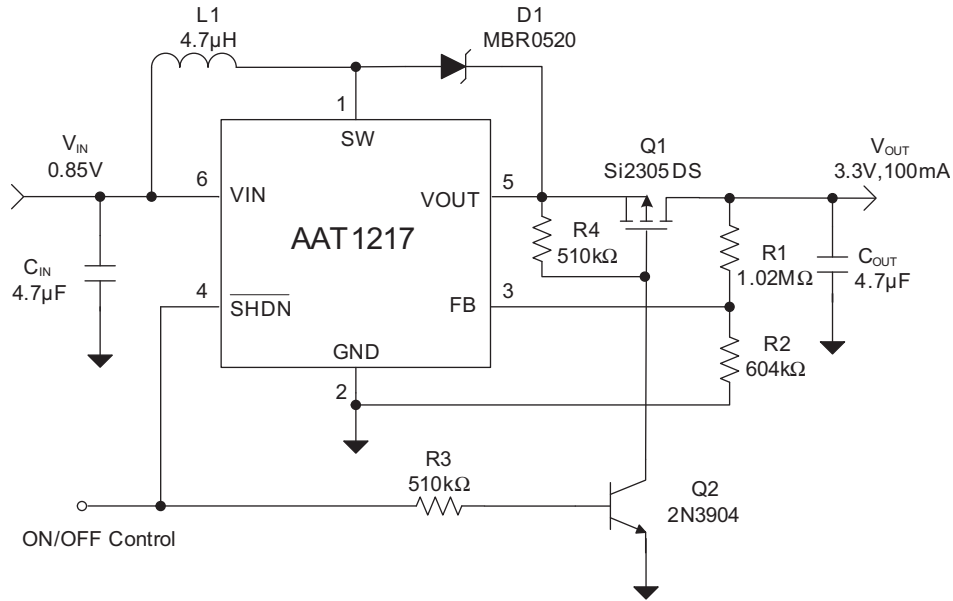 L1
4.7µH
D1
MBR0520
1
SW
VIN
0.85V
6
VIN
VOUT
5
Q1
Si2305DS
VOUT
3.3V,100mA
AAT1217
R4
510kΩ
R1
1.02MΩ
CIN
4.7µF
COUT
4.7µF
4
SHDN
FB
3
GND
2
R2
604kΩ
R3
510kΩ
Q2
2N3904
ON/OFF Control